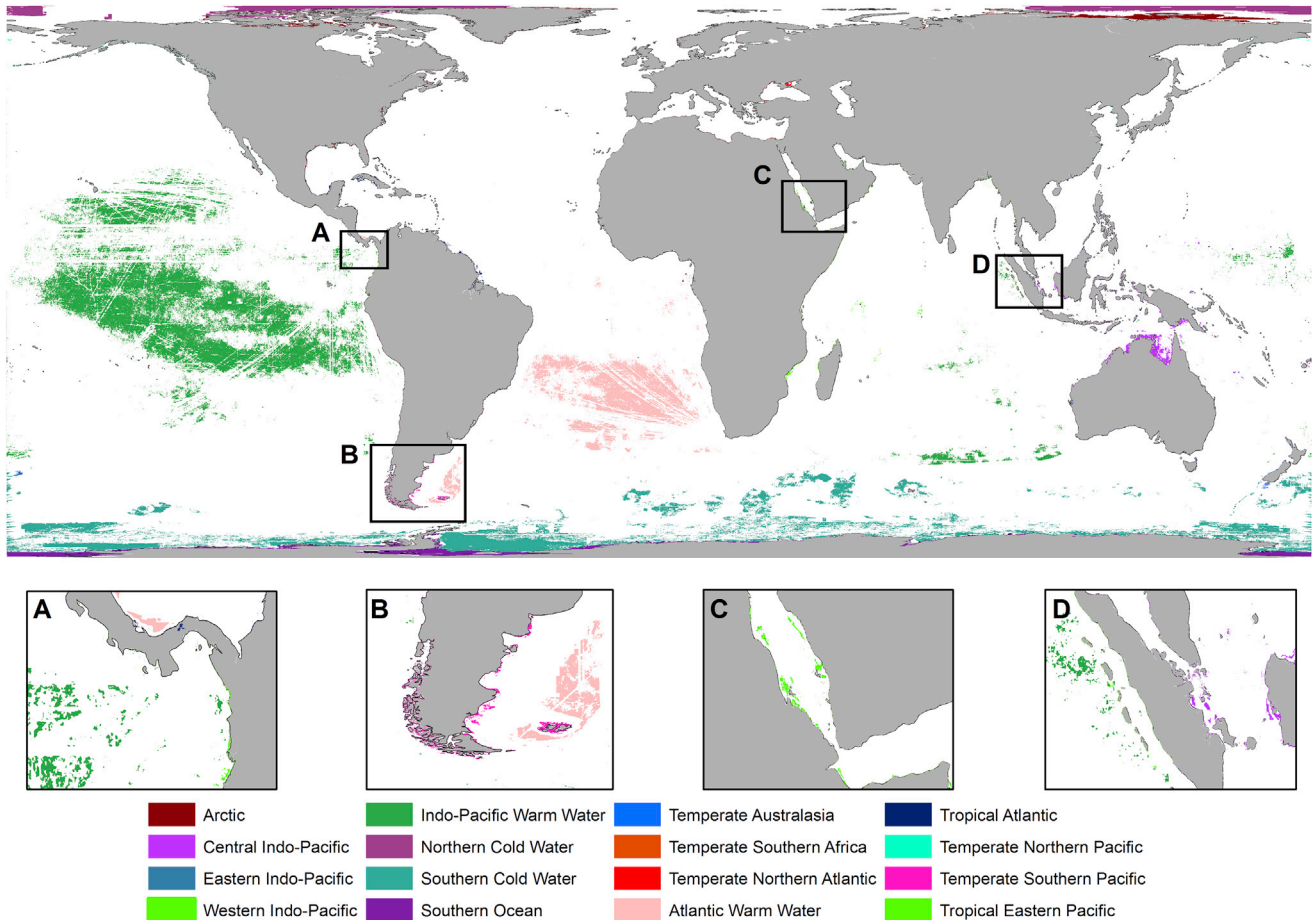 A
C
D
B
A
B
C
D
Arctic
Indo-Pacific Warm Water
Temperate Australasia
Tropical Atlantic
Central Indo-Pacific
Northern Cold Water
Temperate Southern Africa
Temperate Northern Pacific
Eastern Indo-Pacific
Southern Cold Water
Temperate Northern Atlantic
Temperate Southern Pacific
Western Indo-Pacific
Southern Ocean
Atlantic Warm Water
Tropical Eastern Pacific